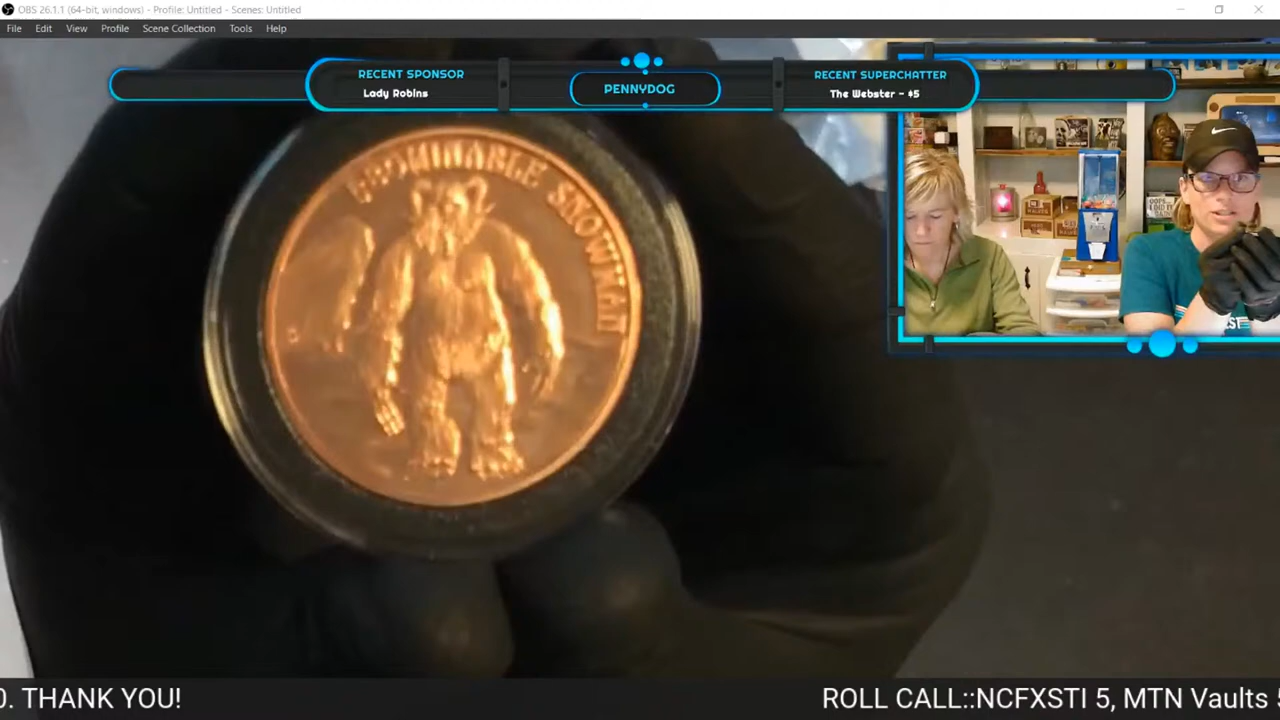 OBS 26.1.1 (64-bit, windows) - Profile: Untitled - Scenes: Untitled
File Edit View Profile Scene Collection Tools Help
RECENT SPONSOR
Lady Robins
PENNYDOG
RECENT SUPERCHATTER
The Webster - $5
ABOMINABLE SNOWMAN
0. THANK YOU!
ROLL CALL::NCFXSTI 5, MTN Vaults 5